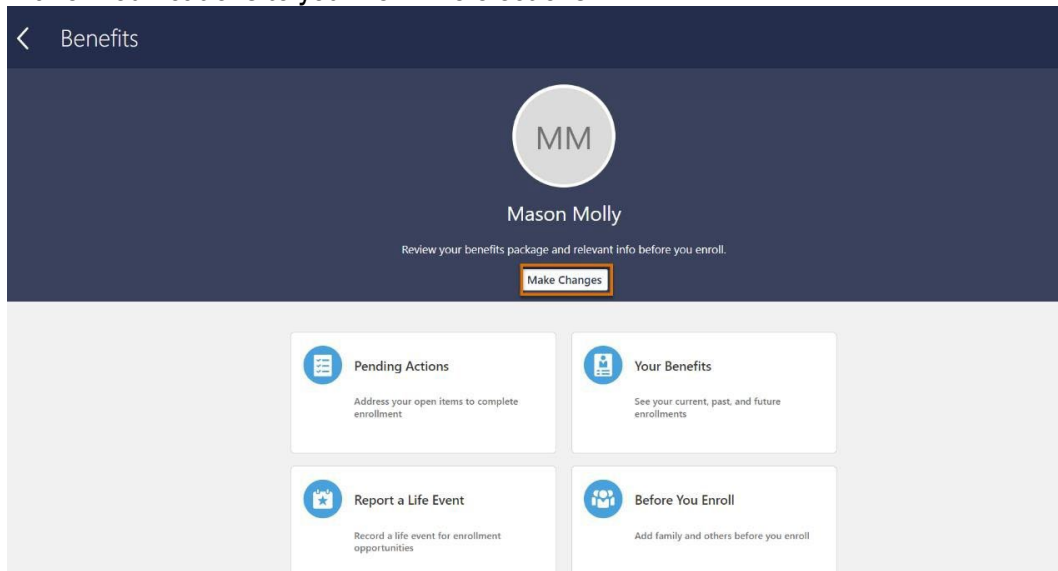 Benefits
MM
Mason Molly
Review your benefits package and relevant info before you enroll.
Make Changes
Pending Actions
Address your open items to complete
enrollment
Your Benefits
See your current, past, and future
enrollments
Report a Life Event
Record a life event for enrollment
opportunities
Before You Enroll
Add family and others before you enroll